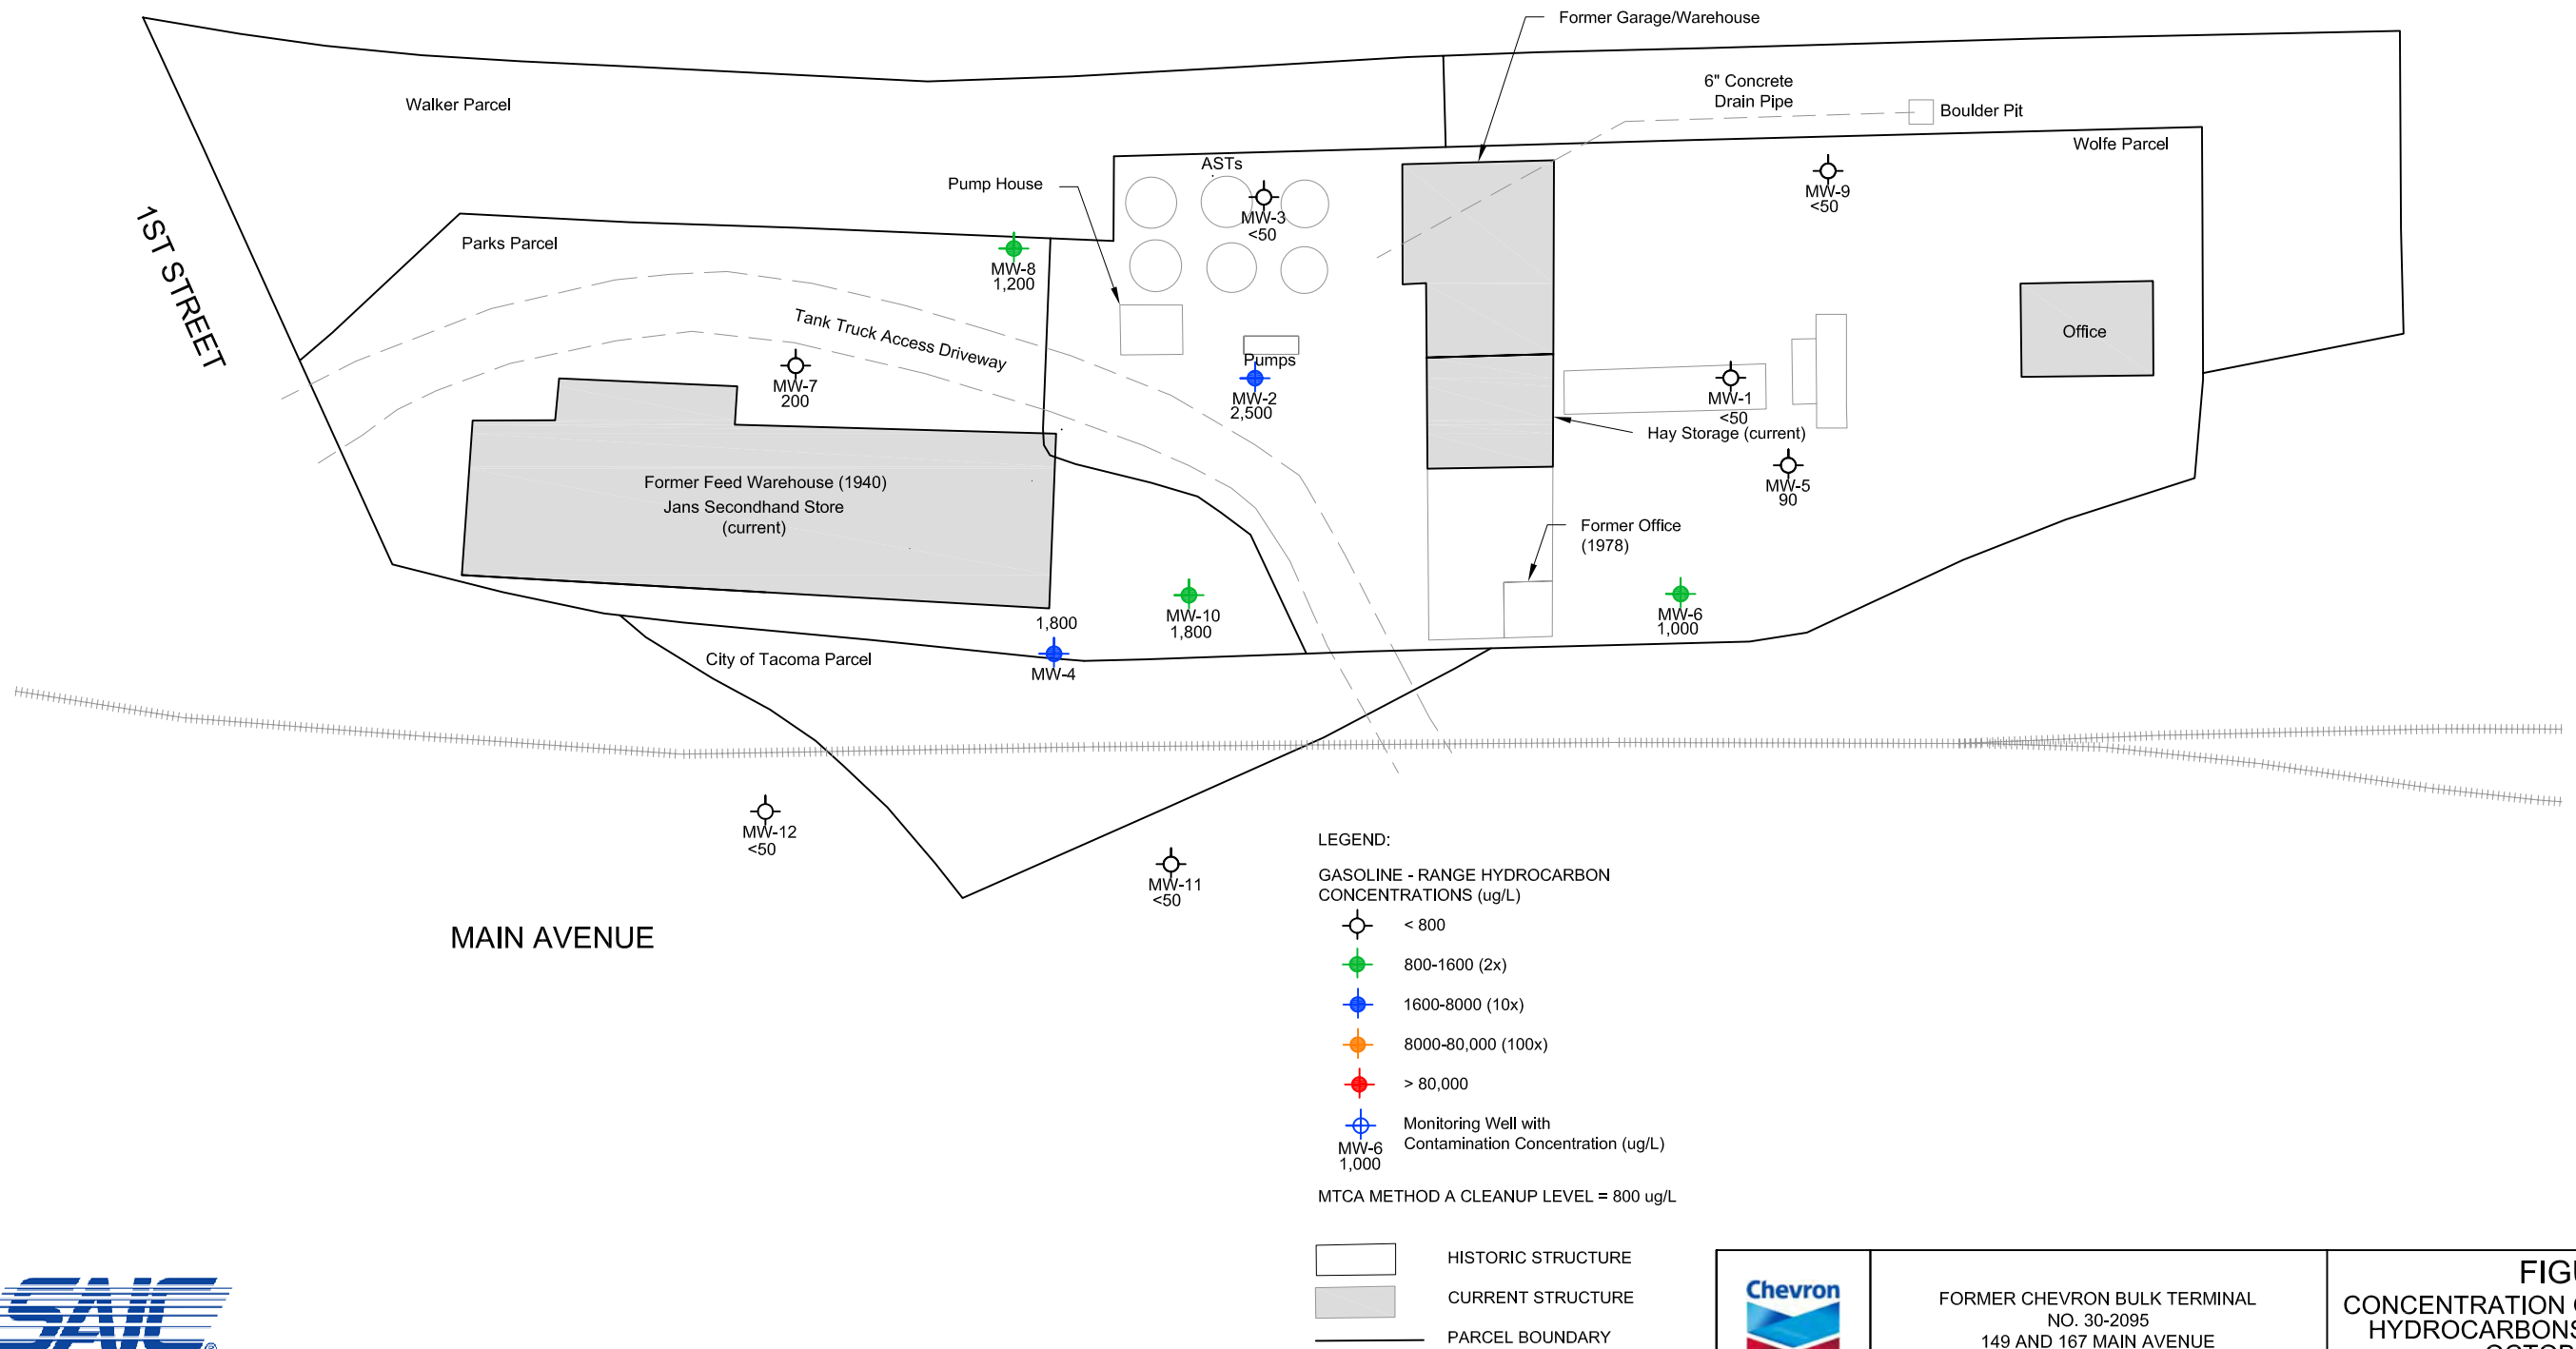 Former Garage/Warehouse
6" Concrete
Drain Pipe
Boulder Pit
Walker Parcel
Wolfe Parcel
ASTs
Pump House
MW-3
<50
MW-9
<50
1ST STREET
Parks Parcel
MW-8
1,200
Tank Truck Access Driveway
Office
Pumps
MW-7
200
MW-2
2,500
MW-1
<50
Hay Storage (current)
Former Feed Warehouse (1940)
Jans Secondhand Store
(current)
MW-5
90
Former Office
(1978)
MW-10
1,800
MW-6
1,000
1,800
MW-4
City of Tacoma Parcel
MW-12
<50
MW-11
<50
MAIN AVENUE
LEGEND:
GASOLINE - RANGE HYDROCARBON
CONCENTRATIONS (ug/L)
< 800
800-1600 (2x)
1600-8000 (10x)
8000-80,000 (100x)
> 80,000
Monitoring Well with
Contamination Concentration (ug/L)
MW-6
1,000
MTCA METHOD A CLEANUP LEVEL = 800 ug/L
HISTORIC STRUCTURE
CURRENT STRUCTURE
PARCEL BOUNDARY
SAIC®
Chevron
FORMER CHEVRON BULK TERMINAL
NO. 30-2095
149 AND 167 MAIN AVENUE
CONCENTRATION
HYDROCARBONS